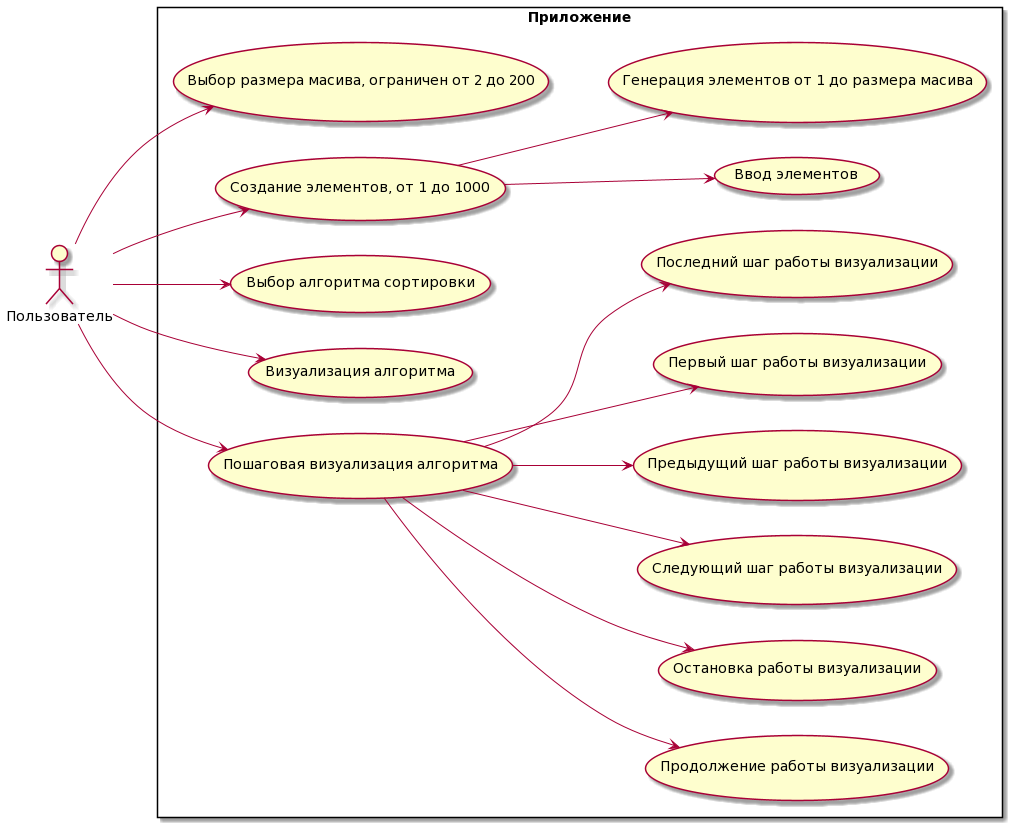 Приложение
Выбор размера масива, ограничен от 2 до 200
Генерация элементов от 1 до размера масива
Создание элементов, от 1 до 1000
Ввод элементов
Последний шаг работы визуализации
Выбор алгоритма сортировки
Пользователь
Первый шаг работы визуализации
Визуализация алгоритма
Пошаговая визуализация алгоритма
Предыдущий шаг работы визуализации
Следующий шаг работы визуализации
Остановка работы визуализации
Продолжение работы визуализации